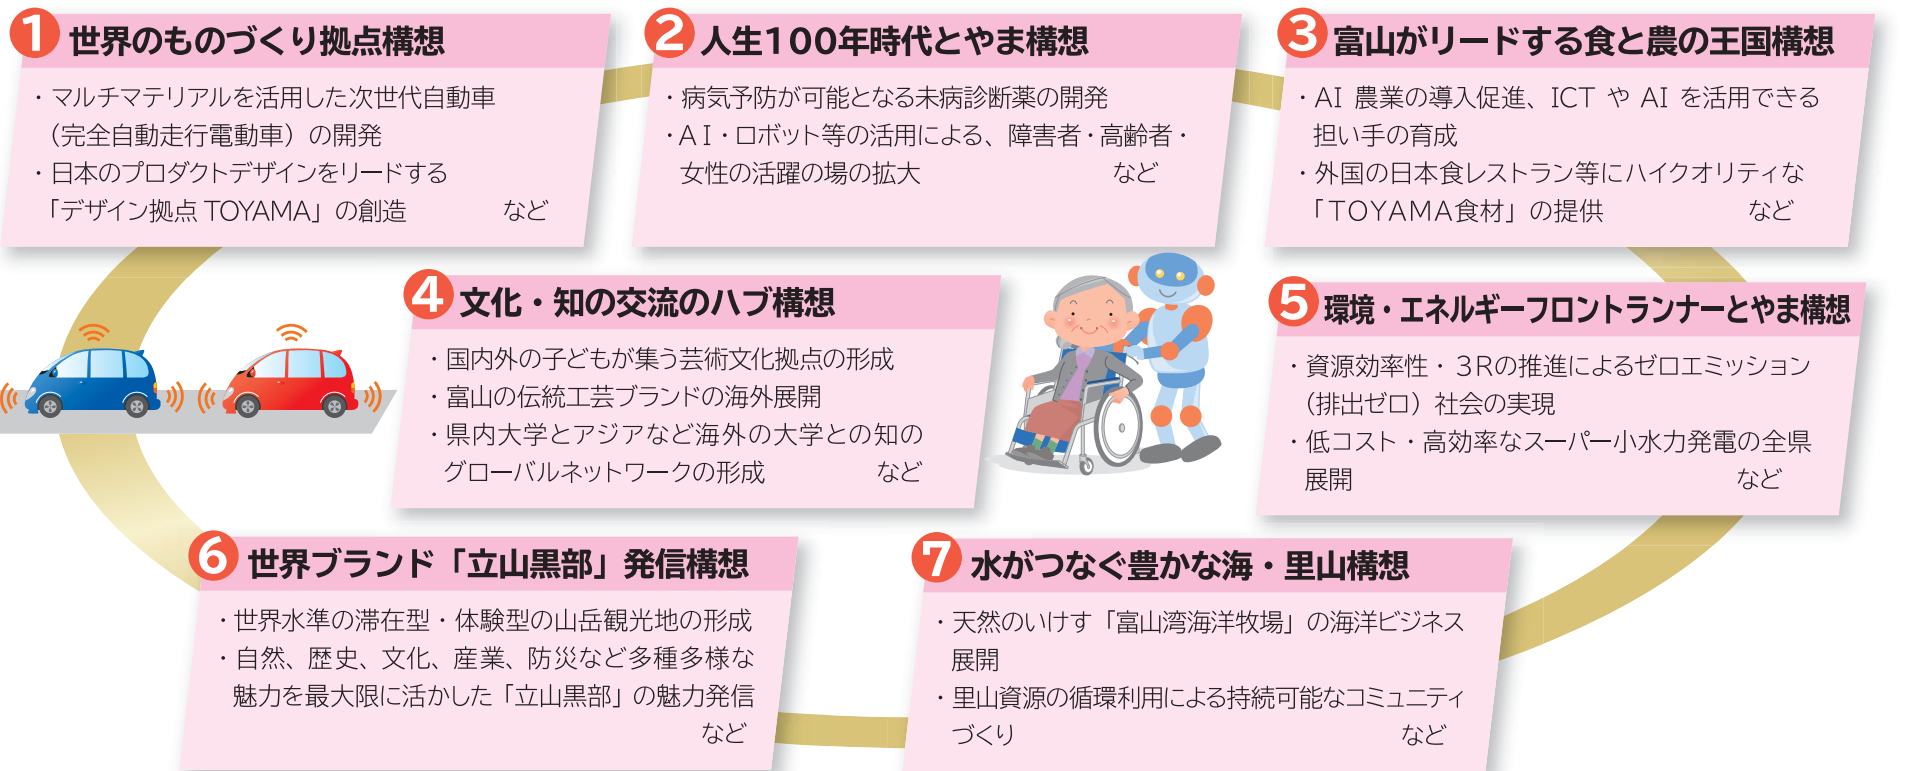 1 世界のものづくり拠点構想
・マルチマテリアルを活用した次世代自動車
（完全自動走行電動車）の開発
・日本のプロダクトデザインをリードする
「デザイン拠点 TOYAMA」の創造 など
2 人生100年時代とやま構想
・病気予防が可能となる未病診断薬の開発
・ＡＩ・ロボット等の活用による、障害者・高齢者・
女性の活躍の場の拡大 など
3 富山がリードする食と農の王国構想
・AI 農業の導入促進、ICT や AI を活用できる
担い手の育成
・外国の日本食レストラン等にハイクオリティな
「ＴＯＹＡＭＡ食材」の提供 など
4 文化・知の交流のハブ構想
・国内外の子どもが集う芸術文化拠点の形成
・富山の伝統工芸ブランドの海外展開
・県内大学とアジアなど海外の大学との知の
グローバルネットワークの形成 など
5 環境・エネルギーフロントランナーとやま構想
・資源効率性・３Ｒの推進によるゼロエミッション
（排出ゼロ）社会の実現
・低コスト・高効率なスーパー小水力発電の全県
展開 など
6 世界ブランド「立山黒部」発信構想
・世界水準の滞在型・体験型の山岳観光地の形成
・自然、歴史、文化、産業、防災など多種多様な
魅力を最大限に活かした「立山黒部」の魅力発信
など
7 水がつなぐ豊かな海・里山構想
・天然のいけす「富山湾海洋牧場」の海洋ビジネス
展開
・里山資源の循環利用による持続可能なコミュニティ
づくり など